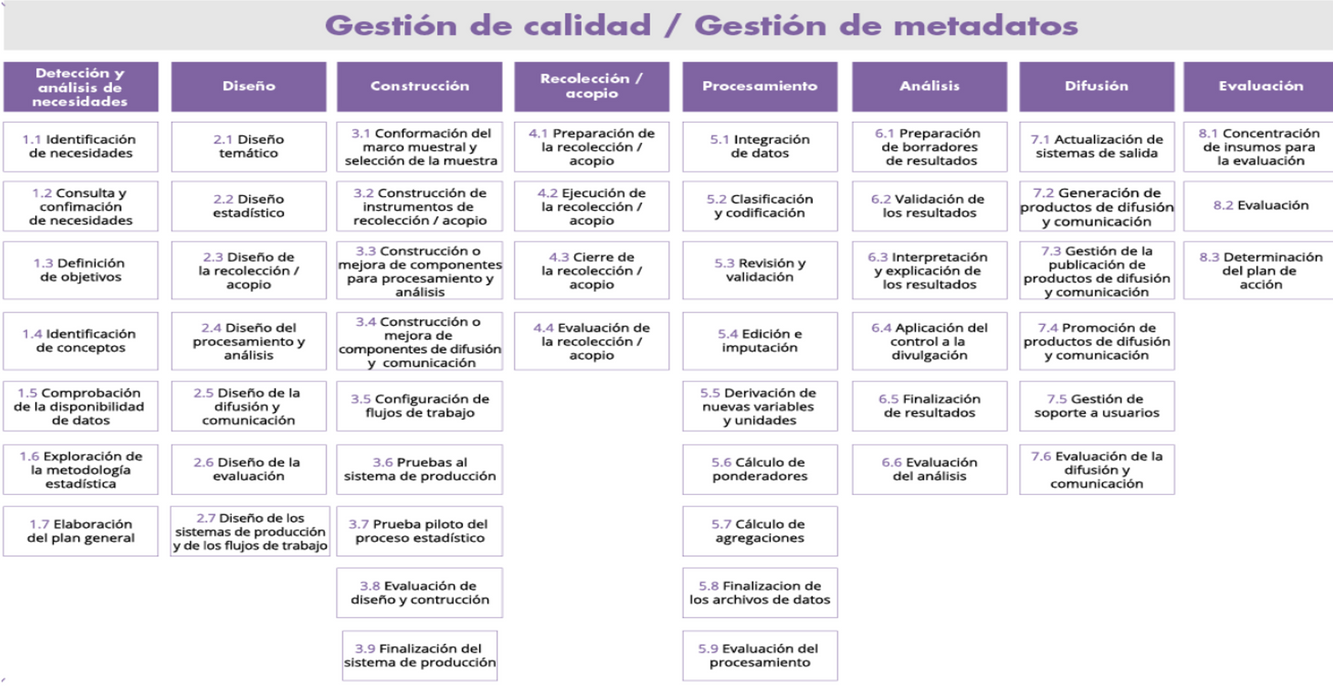 Gestión de calidad / Gestión de metadatos
Detección y
análisis de
necesidades
1.1 Identificación
de necesidades
1.2 Consulta y
confimación
de necesidades
1.3 Definición
de objetivos
1.4 Identificación
de conceptos
1.5 Comprobación
de la disponibilidad
de datos
1.6 Exploración de
la metodología
estadística
1.7 Elaboración
del plan general
Diseño
2.1 Diseño
temático
2.2 Diseño
estadístico
2.3 Diseño de
la recolección /
acopio
2.4 Diseño del
procesamiento y
análisis
2.5 Diseño de la
difusión y
comunicación
2.6 Diseño de la
evaluación
2.7 Diseño de los
sistemas de producción
y de los flujos de trabajo
Construcción
3.1 Conformación del
marco muestral y
selección de la muestra
3.2 Construcción de
instrumentos de
recolección / acopio
3.3 Construcción o
mejora de componentes
para procesamiento y
análisis
3.4 Construcción o
mejora de
componentes de difusión
y comunicación
3.5 Configuración de
flujos de trabajo
3.6 Pruebas al
sistema de producción
3.7 Prueba piloto del
proceso estadístico
3.8 Evaluación de
diseño y contrucción
3.9 Finalización del
sistema de producción
Recolección /
acopio
4.1 Preparación de
la recolección /
acopio
4.2 Ejecución de
la recolección /
acopio
4.3 Cierre de
la recolección /
acopio
4.4 Evaluación de
la recolección /
acopio
Procesamiento
5.1 Integración
de datos
5.2 Clasificación
y codificación
5.3 Revisión y
validación
5.4 Edición e
imputación
5.5 Derivación de
nuevas variables
y unidades
5.6 Cálculo de
ponderadores
5.7 Cálculo de
agregaciones
5.8 Finalizacion de
los archivos de datos
5.9 Evaluación del
procesamiento
Análisis
6.1 Preparación
de borradores
de resultados
6.2 Validación de
los resultados
6.3 Interpretación
y explicación de
los resultados
6.4 Aplicación del
control a la
divulgación
6.5 Finalización
de resultados
6.6 Evaluación
del análisis
Difusión
7.1 Actualización de
sistemas de salida
7.2 Generación de
productos de difusión
y comunicación
7.3 Gestión de la
publicación de
productos de difusión
y comunicación
7.4 Promoción de
productos de difusión
y comunicación
7.5 Gestión de
soporte a usuarios
7.6 Evaluación de la
difusión y
comunicación
Evaluación
8.1 Concentración
de insumos para
la evaluación
8.2 Evaluación
8.3 Determinación
del plan de
acción